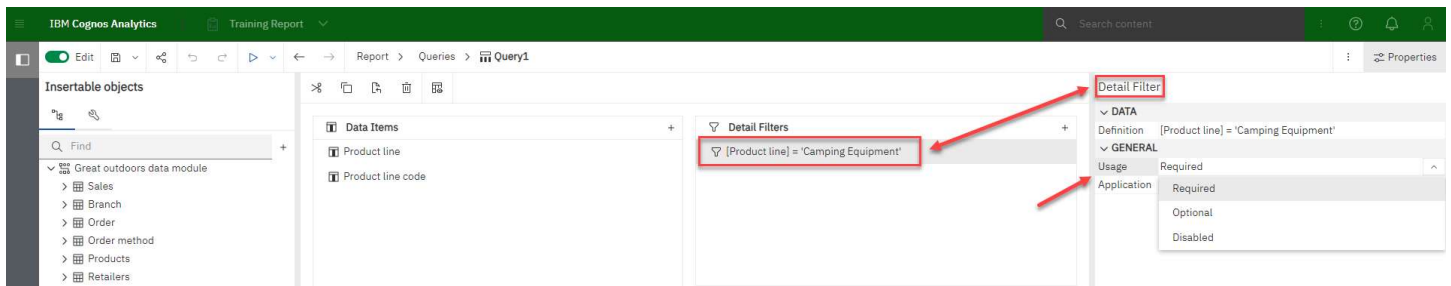 IBM Cognos Analytics
Training Report
Search content
Edit
Report > Queries > Query1
Properties
Insertable objects
Find
Great outdoors data module
> Sales
> Branch
> Order
> Order method
> Products
> Retailers
Data Items +
Product line
Product line code
Detail Filters +
[Product line] = 'Camping Equipment'
Detail Filter
DATA
Definition [Product line] = 'Camping Equipment'
GENERAL
Usage Required
Application
Required
Optional
Disabled